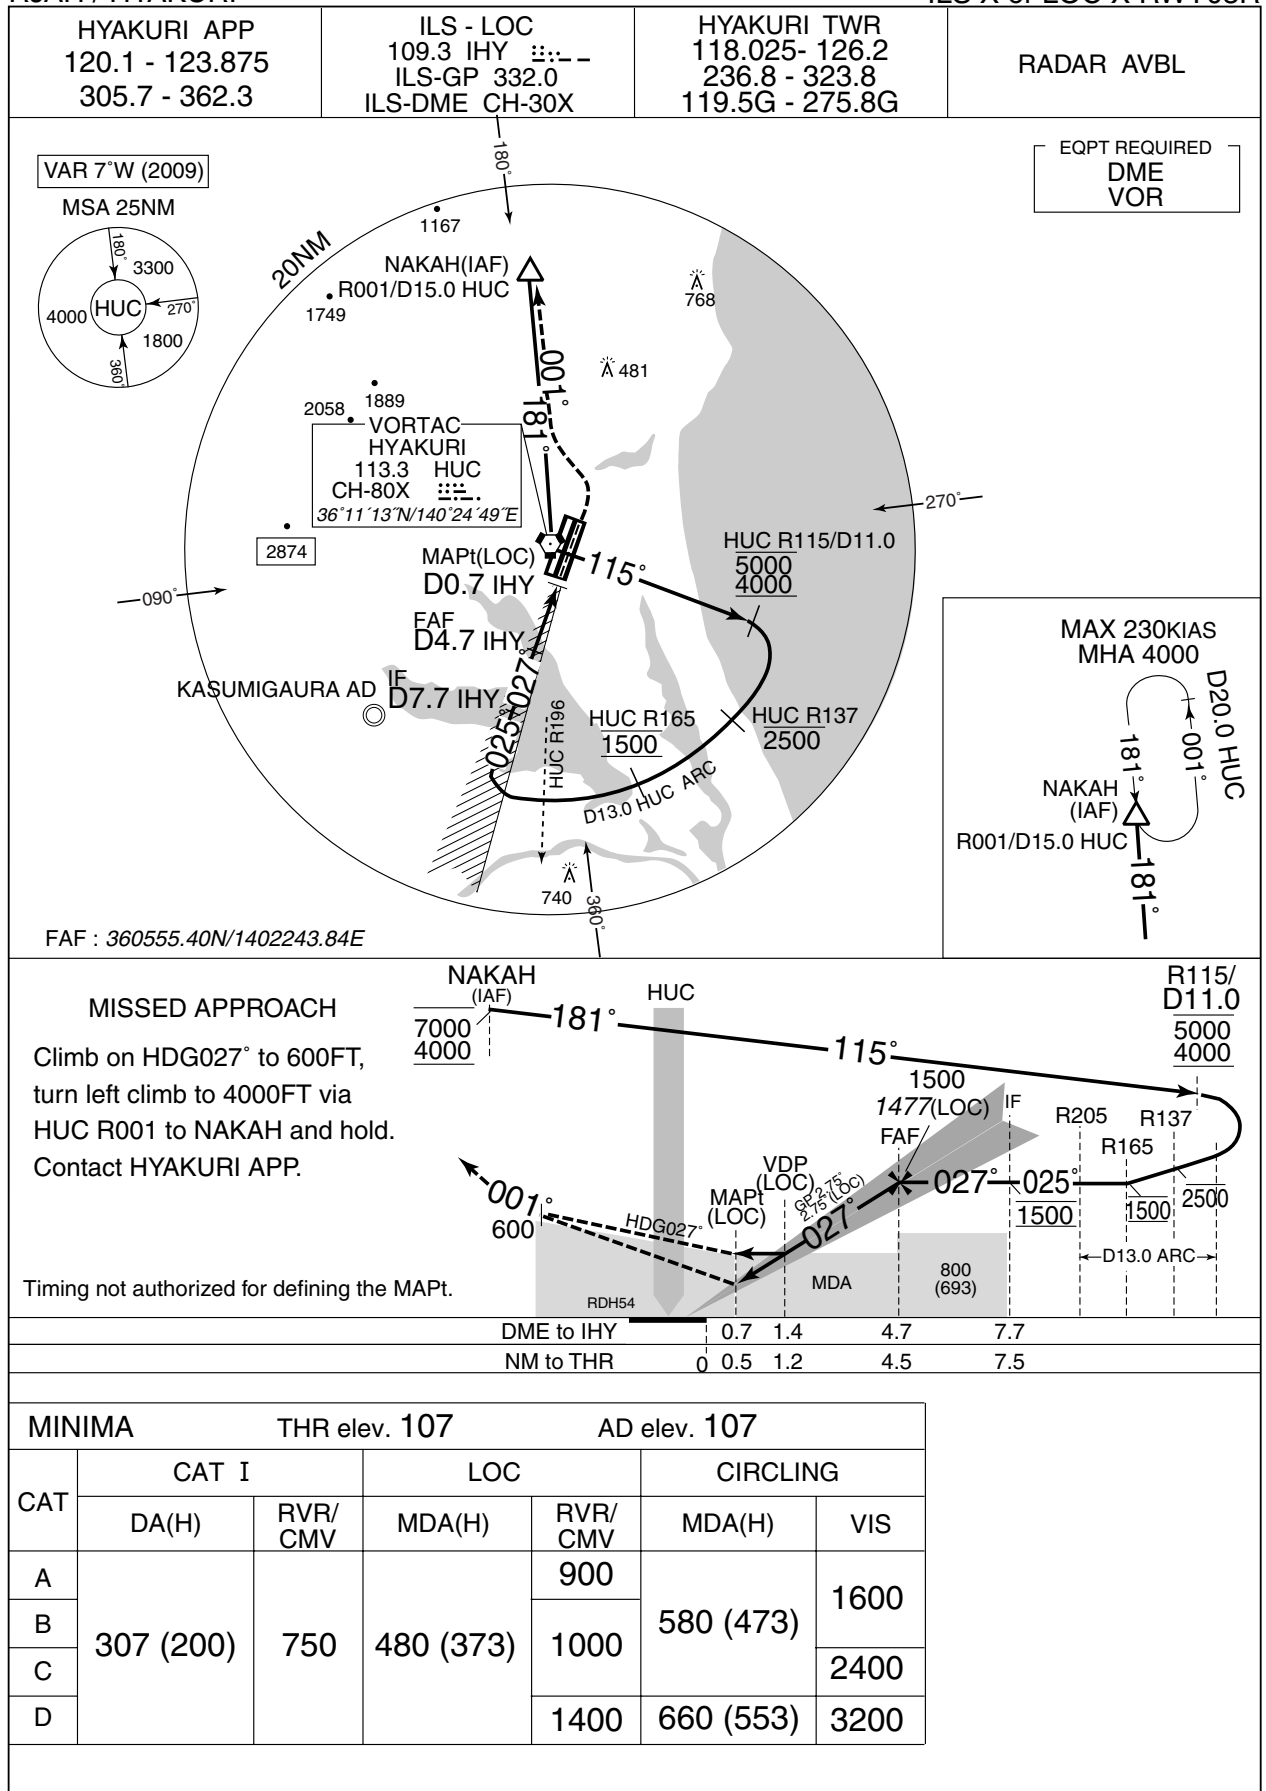 HYAKURI APP
120.1 - 123.875
305.7 - 362.3
ILS - LOC
109.3 IHY
ILS-GP 332.0
ILS-DME CH-30X
HYAKURI TWR
118.025- 126.2
236.8 - 323.8
119.5G - 275.8G
RADAR AVBL
VAR 7°W (2009)
MSA 25NM
180°
3300
HUC
270°
4000
1800
360°
EQPT REQUIRED
DME
VOR
180°
1167
20NM
NAKAH(IAF)
R001/D15.0 HUC
768
1749
001°
481
1889
2058
181°
VORTAC
HYAKURI
113.3 HUC
CH-80X
36°11´13˝N/140°24´49˝E
270°
2874
HUC R115/D11.0
5000
4000
MAPt(LOC)
D0.7 IHY
115°
090°
FAF
D4.7 IHY
IF
D7.7 IHY
KASUMIGAURA AD
027°
025°
HUC R196
HUC R165
1500
HUC R137
2500
D13.0 HUC ARC
740
360°
FAF : 360555.40N/1402243.84E
MAX 230KIAS
MHA 4000
D20.0 HUC
181°
001°
NAKAH
(IAF)
R001/D15.0 HUC
181°
MISSED APPROACH
Climb on HDG027° to 600FT,
turn left climb to 4000FT via
HUC R001 to NAKAH and hold.
Contact HYAKURI APP.
Timing not authorized for defining the MAPt.
NAKAH
(IAF)
7000
4000
181°
HUC
115°
R115/
D11.0
5000
4000
1500
1477(LOC)
IF
FAF
R205
R137
R165
VDP
(LOC)
MAPt
(LOC)
GP 2.75°
2.75°(LOC)
027°
027°
025°
1500
1500
2500
001°
600
HDG027°
D13.0 ARC
MDA
800
(693)
RDH54
DME to IHY 0.7 1.4 4.7 7.7
NM to THR 0 0.5 1.2 4.5 7.5
MINIMA THR elev. 107 AD elev. 107
CAT CAT I LOC CIRCLING
DA(H) RVR/CMV MDA(H) RVR/CMV MDA(H) VIS
A 900
B 307 (200) 750 480 (373) 1000 580 (473) 1600
C 2400
D 1400 660 (553) 3200